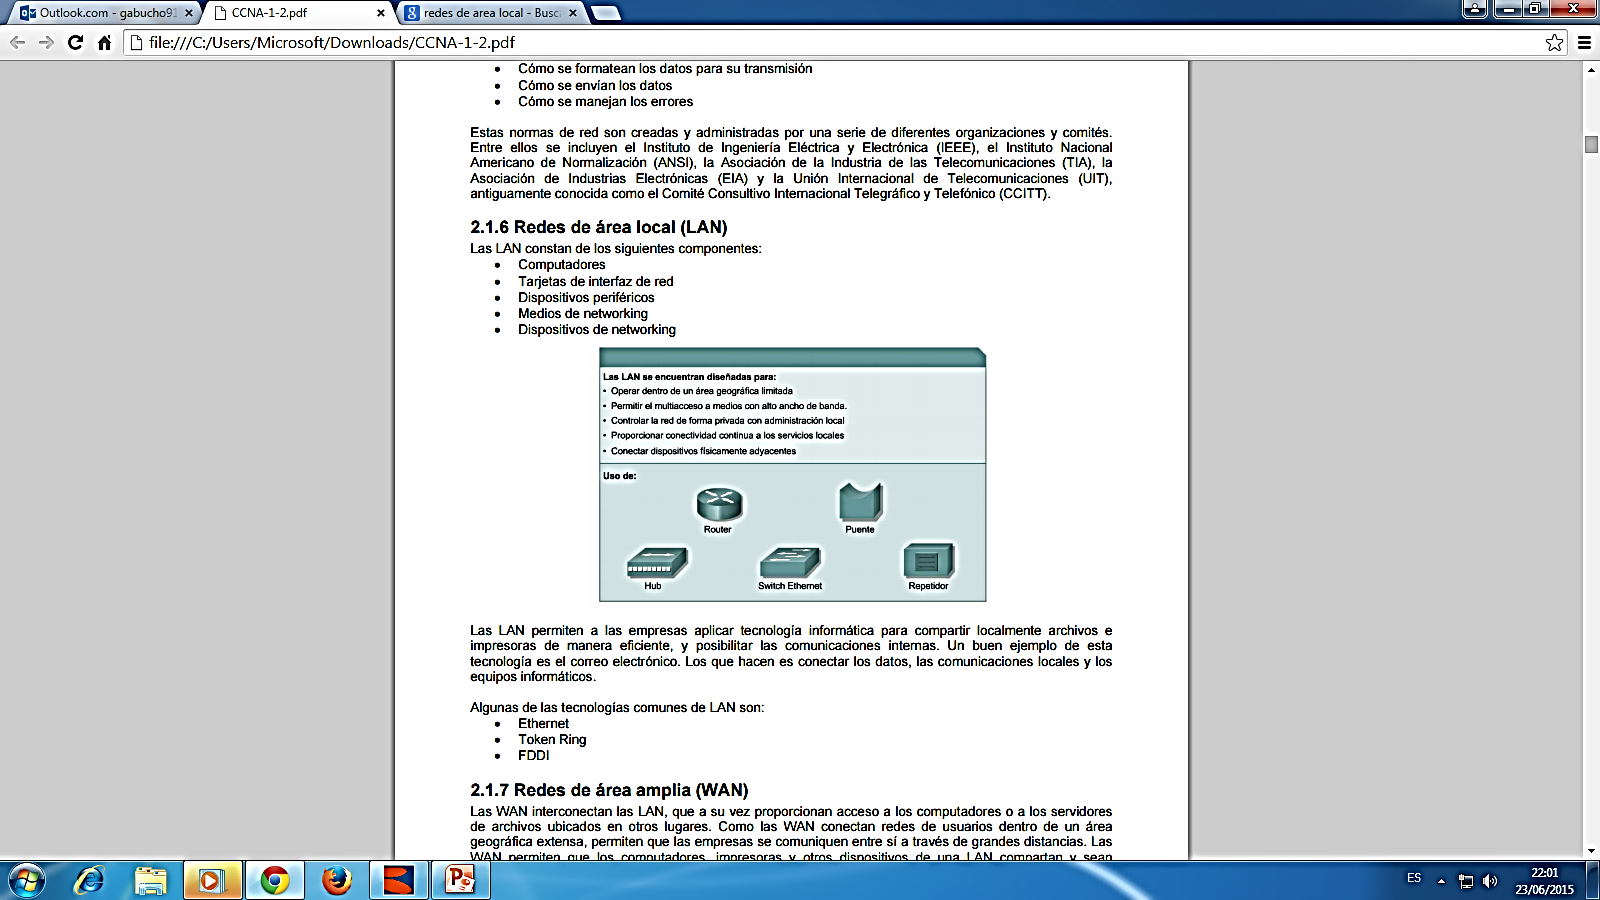 Outlook.com - gabucho91
CCNA-1-2.pdf
redes de area local - Busc
file:///C:/Users/Microsoft/Downloads/CCNA-1-2.pdf
• Cómo se formatean los datos para su transmisión
• Cómo se envían los datos
• Cómo se manejan los errores
Estas normas de red son creadas y administradas por una serie de diferentes organizaciones y comités.
Entre ellos se incluyen el Instituto de Ingeniería Eléctrica y Electrónica (IEEE), el Instituto Nacional
Americano de Normalización (ANSI), la Asociación de la Industria de las Telecomunicaciones (TIA), la
Asociación de Industrias Electrónicas (EIA) y la Unión Internacional de Telecomunicaciones (UIT),
antiguamente conocida como el Comité Consultivo Internacional Telegráfico y Telefónico (CCITT).
2.1.6 Redes de área local (LAN)
Las LAN constan de los siguientes componentes:
• Computadores
• Tarjetas de interfaz de red
• Dispositivos periféricos
• Medios de networking
• Dispositivos de networking
Las LAN se encuentran diseñadas para:
• Operar dentro de un área geográfica limitada
• Permitir el multiacceso a medios con alto ancho de banda.
• Controlar la red de forma privada con administración local
• Proporcionar conectividad continua a los servicios locales
• Conectar dispositivos físicamente adyacentes
Uso de:
Router
Puente
Hub
Switch Ethernet
Repetidor
Las LAN permiten a las empresas aplicar tecnología informática para compartir localmente archivos e
impresoras de manera eficiente, y posibilitar las comunicaciones internas. Un buen ejemplo de esta
tecnología es el correo electrónico. Los que hacen es conectar los datos, las comunicaciones locales y los
equipos informáticos.
Algunas de las tecnologías comunes de LAN son:
• Ethernet
• Token Ring
• FDDI
2.1.7 Redes de área amplia (WAN)
Las WAN interconectan las LAN, que a su vez proporcionan acceso a los computadores o a los servidores
de archivos ubicados en otros lugares. Como las WAN conectan redes de usuarios dentro de un área
geográfica extensa, permiten que las empresas se comuniquen entre sí a través de grandes distancias. Las
WAN permiten que los computadores, impresoras y otros dispositivos de una LAN compartan y sean
ES
22:01
23/06/2015